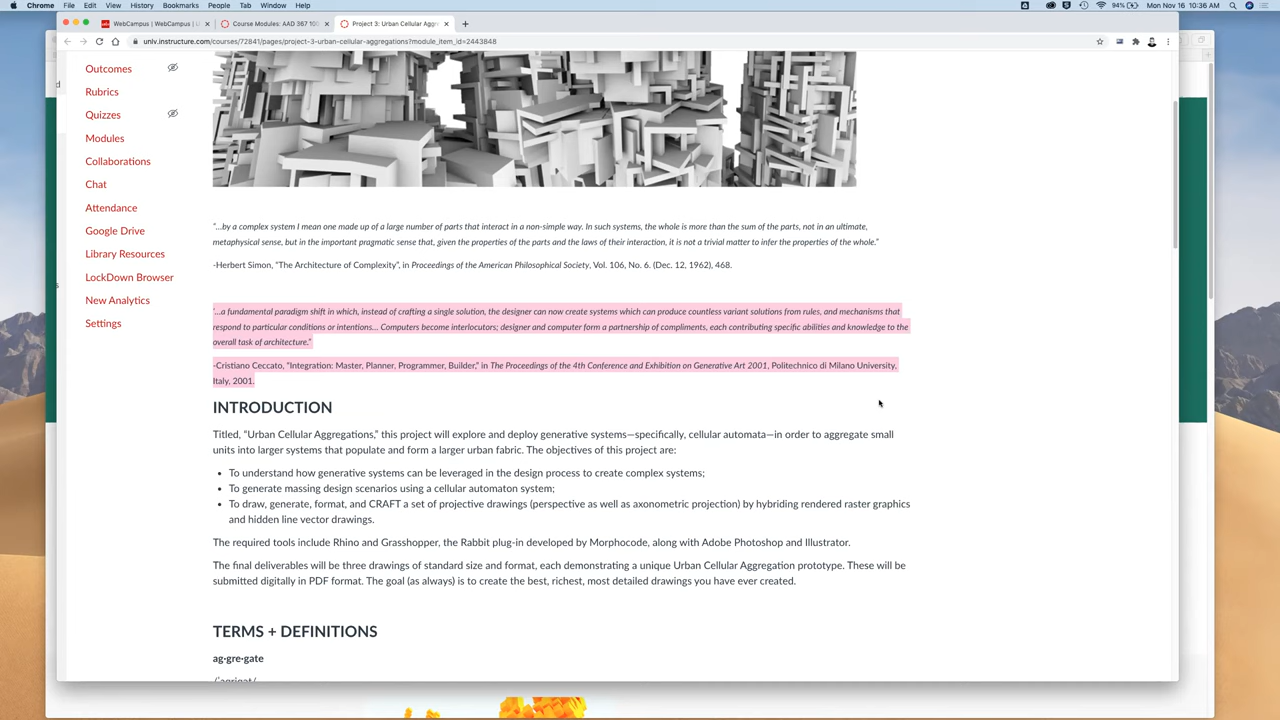 Chrome File Edit View History Bookmarks People Tab Window Help
94% Mon Nov 16 10:36 AM
WebCampus | WebCampus |
Course Modules: AAD 367 100
Project 3: Urban Cellular Aggr
univ.instructure.com/courses/72841/pages/project-3-urban-cellular-aggregations?module_item_id=2443848
Outcomes
Rubrics
Quizzes
Modules
Collaborations
Chat
Attendance
Google Drive
Library Resources
LockDown Browser
New Analytics
Settings
"...by a complex system I mean one made up of a large number of parts that interact in a non-simple way. In such systems, the whole is more than the sum of the parts, not in an ultimate,
metaphysical sense, but in the important pragmatic sense that, given the properties of the parts and the laws of their interaction, it is not a trivial matter to infer the properties of the whole."
-Herbert Simon, "The Architecture of Complexity", in Proceedings of the American Philosophical Society, Vol. 106, No. 6. (Dec. 12, 1962), 468.
"...a fundamental paradigm shift in which, instead of crafting a single solution, the designer can now create systems which can produce countless variant solutions from rules, and mechanisms that
respond to particular conditions or intentions... Computers become interlocutors; designer and computer form a partnership of compliments, each contributing specific abilities and knowledge to the
overall task of architecture."
-Cristiano Ceccato, "Integration: Master, Planner, Programmer, Builder," in The Proceedings of the 4th Conference and Exhibition on Generative Art 2001, Politechnico di Milano University,
Italy, 2001.
INTRODUCTION
Titled, "Urban Cellular Aggregations," this project will explore and deploy generative systems—specifically, cellular automata—in order to aggregate small
units into larger systems that populate and form a larger urban fabric. The objectives of this project are:
• To understand how generative systems can be leveraged in the design process to create complex systems;
• To generate massing design scenarios using a cellular automaton system;
• To draw, generate, format, and CRAFT a set of projective drawings (perspective as well as axonometric projection) by hybriding rendered raster graphics
and hidden line vector drawings.
The required tools include Rhino and Grasshopper, the Rabbit plug-in developed by Morphocode, along with Adobe Photoshop and Illustrator.
The final deliverables will be three drawings of standard size and format, each demonstrating a unique Urban Cellular Aggregation prototype. These will be
submitted digitally in PDF format. The goal (as always) is to create the best, richest, most detailed drawings you have ever created.
TERMS + DEFINITIONS
ag·gre·gate